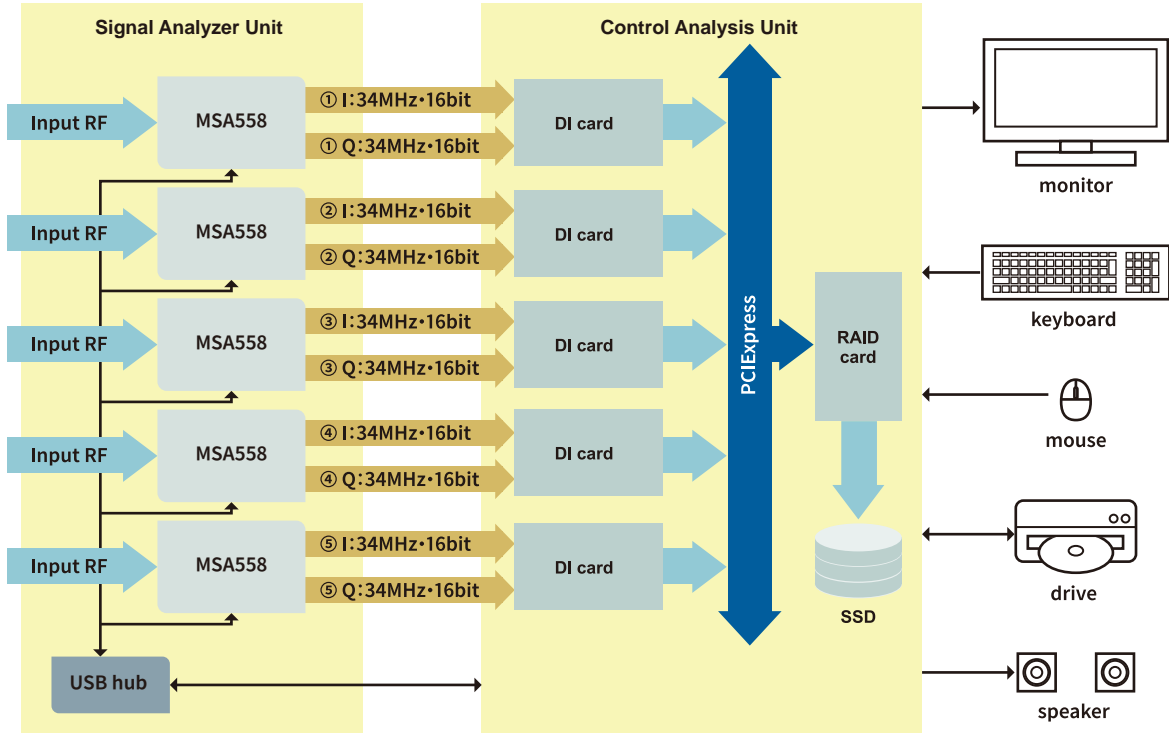 Signal Analyzer Unit
Control Analysis Unit
Input RF
MSA558
① I:34MHz・16bit
① Q:34MHz・16bit
DI card
Input RF
MSA558
② I:34MHz・16bit
② Q:34MHz・16bit
DI card
Input RF
MSA558
③ I:34MHz・16bit
③ Q:34MHz・16bit
DI card
Input RF
MSA558
④ I:34MHz・16bit
④ Q:34MHz・16bit
DI card
Input RF
MSA558
⑤ I:34MHz・16bit
⑤ Q:34MHz・16bit
DI card
USB hub
PCIExpress
RAID
card
SSD
monitor
keyboard
mouse
drive
speaker